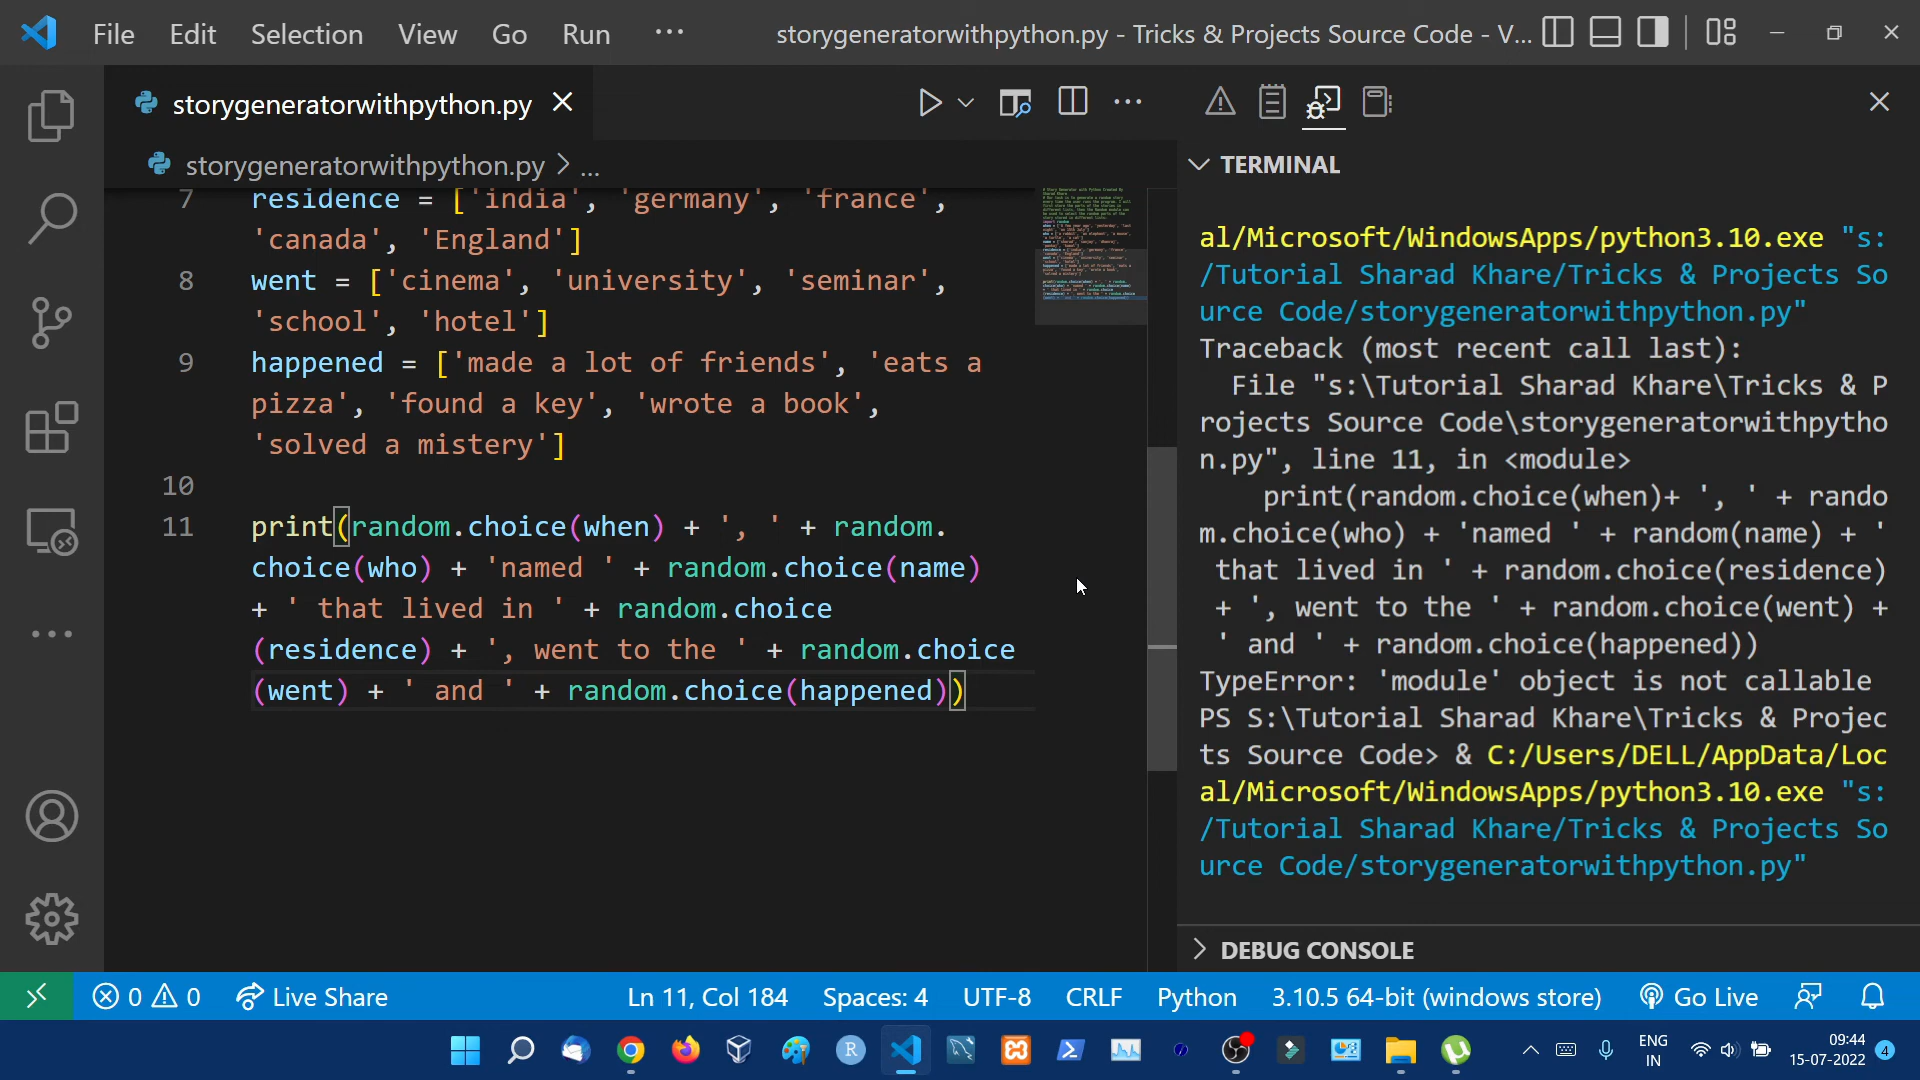 File Edit Selection View Go Run ··· storygeneratorwithpython.py - Tricks & Projects Source Code - V...
storygeneratorwithpython.py
storygeneratorwithpython.py > ...
TERMINAL
7 residence = ['india', 'germany', 'france',
'canada', 'England']
8 went = ['cinema', 'university', 'seminar',
'school', 'hotel']
9 happened = ['made a lot of friends', 'eats a
pizza', 'found a key', 'wrote a book',
'solved a mistery']
10
11 print(random.choice(when) + ', ' + random.
choice(who) + 'named ' + random.choice(name)
+ ' that lived in ' + random.choice
(residence) + ', went to the ' + random.choice
(went) + ' and ' + random.choice(happened))
al/Microsoft/WindowsApps/python3.10.exe "s:
/Tutorial Sharad Khare/Tricks & Projects So
urce Code/storygeneratorwithpython.py"
Traceback (most recent call last):
File "s:\Tutorial Sharad Khare\Tricks & P
rojects Source Code\storygeneratorwithpytho
n.py", line 11, in <module>
print(random.choice(when)+ ', ' + rando
m.choice(who) + 'named ' + random(name) + '
that lived in ' + random.choice(residence)
+ ', went to the ' + random.choice(went) +
' and ' + random.choice(happened))
TypeError: 'module' object is not callable
PS S:\Tutorial Sharad Khare\Tricks & Projec
ts Source Code> & C:/Users/DELL/AppData/Loc
al/Microsoft/WindowsApps/python3.10.exe "s:
/Tutorial Sharad Khare/Tricks & Projects So
urce Code/storygeneratorwithpython.py"
DEBUG CONSOLE
0 0 Live Share Ln 11, Col 184 Spaces: 4 UTF-8 CRLF Python 3.10.5 64-bit (windows store) Go Live
R ENG
IN
09:44
15-07-2022
4